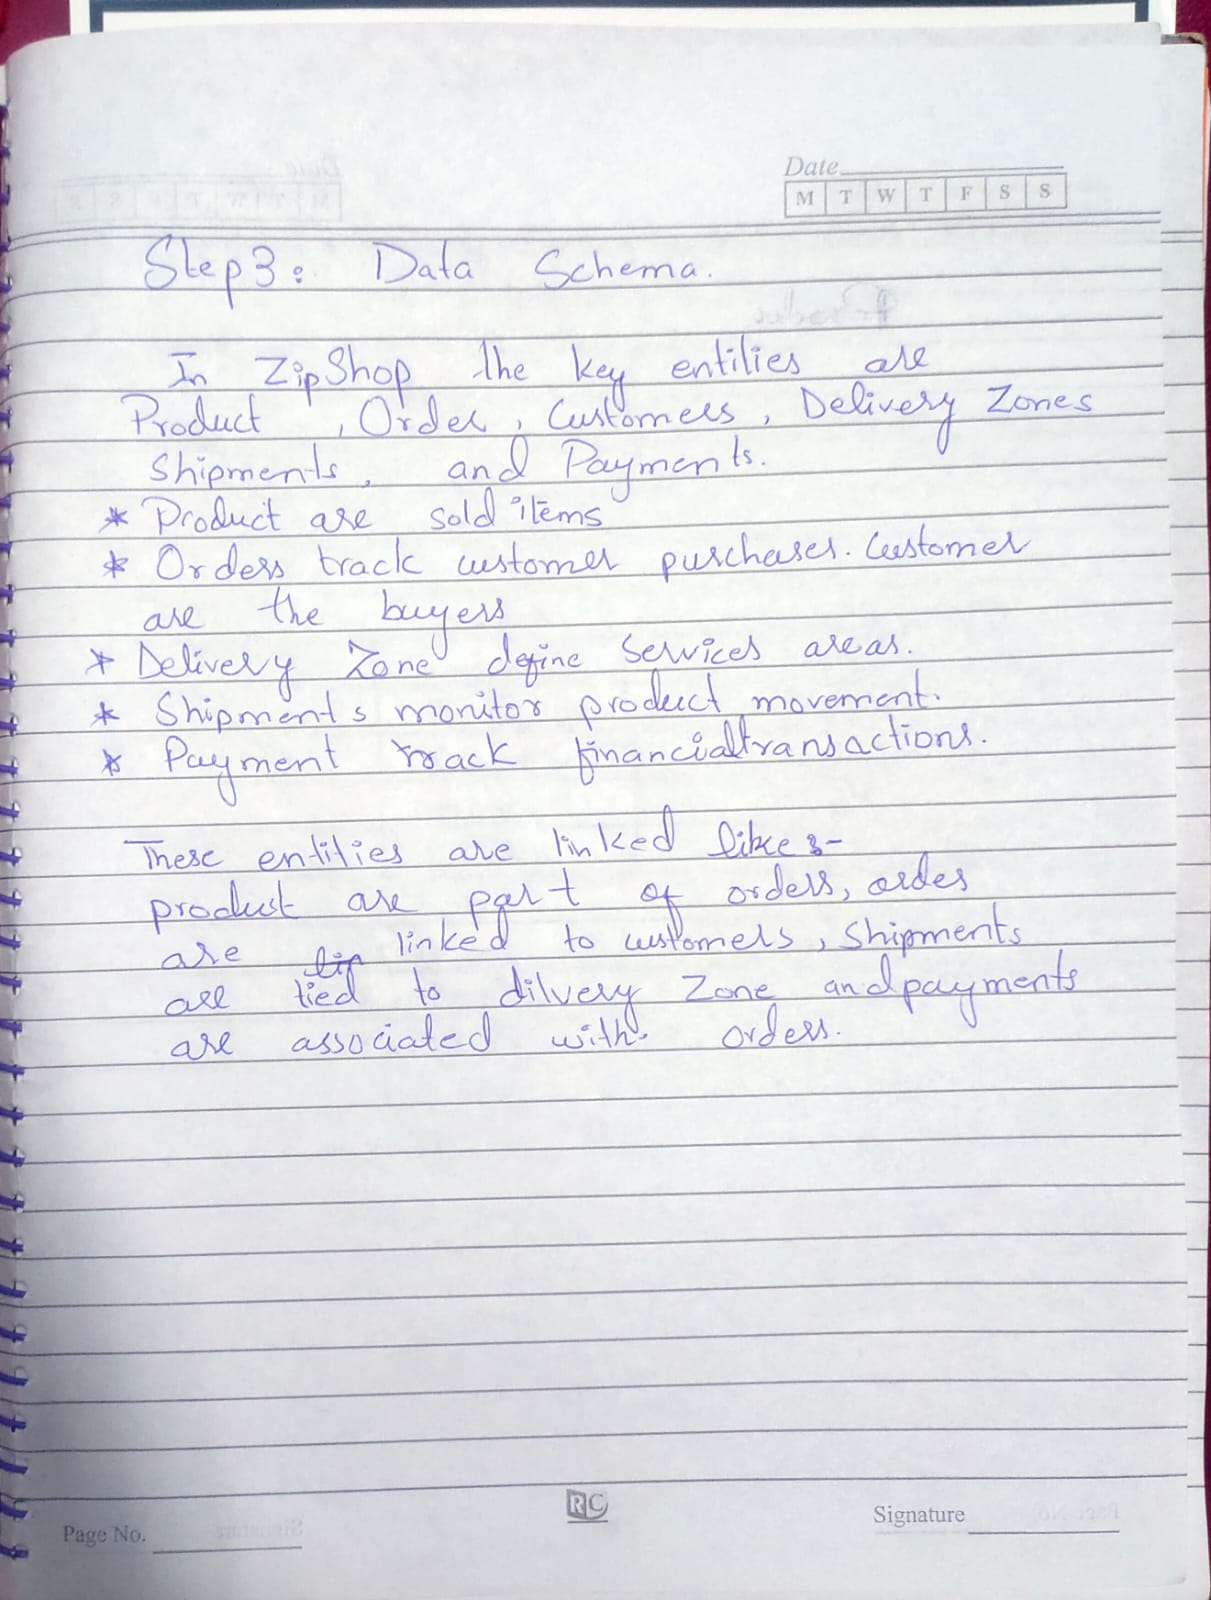 Date
M T W T F S S
Step 3: Data Schema.
In ZipShop the key entities are
Product , Order , Customers , Delivery Zones
Shipments , and Payments.
* Product are sold items
* Orders track customer purchases. Customer
are the buyers
* Delivery Zone define Services areas.
* Shipments monitor product movement.
* Payment track financial transactions.
These entities are linked like :-
product are part of orders, order
are linked to customers , Shipments
are tied to dilvery Zone and payments
are associated with orders.
RC
Page No.
Signature